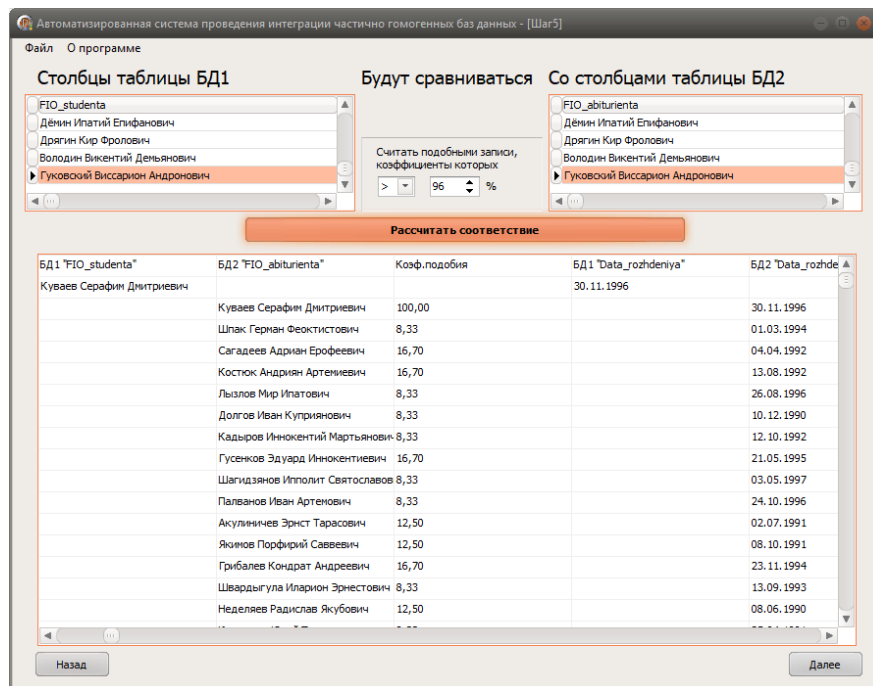 Автоматизированная система проведения интеграции частично гомогенных баз данных - [Шаг5]
Файл О программе
Столбцы таблицы БД1 Будут сравниваться Со столбцами таблицы БД2
FIO_studenta FIO_abiturienta
Дёмин Ипатий Епифанович Дёмин Ипатий Епифанович
Дрягин Кир Фролович Дрягин Кир Фролович
Володин Викентий Демьянович Володин Викентий Демьянович
Гуковский Виссарион Андронович Гуковский Виссарион Андронович
Считать подобными записи,
коэффициенты которых
> 96 %
Рассчитать соответствие
БД1 "FIO_studenta" БД2 "FIO_abiturienta" Коэф.подобия БД1 "Data_rozhdeniya" БД2 "Data_rozhde
Куваев Серафим Дмитриевич 30.11.1996
Куваев Серафим Дмитриевич 100,00 30.11.1996
Шпак Герман Феоктистович 8,33 01.03.1994
Сагадеев Адриан Ерофеевич 16,70 04.04.1992
Костюк Андриян Артемиевич 16,70 13.08.1992
Лызлов Мир Ипатович 8,33 26.08.1996
Долгов Иван Куприянович 8,33 10.12.1990
Кадыров Иннокентий Мартьянович 8,33 12.10.1992
Гусенков Эдуард Иннокентиевич 16,70 21.05.1995
Шагидзянов Ипполит Святославов 8,33 03.05.1997
Палванов Иван Артемович 8,33 24.10.1996
Акулиничев Эрнст Тарасович 12,50 02.07.1991
Якимов Порфирий Саввевич 12,50 08.10.1991
Грибалев Кондрат Андреевич 16,70 23.11.1994
Швардыгула Иларион Эрнестович 8,33 13.09.1993
Неделяев Радислав Якубович 12,50 08.06.1990
Назад Далее